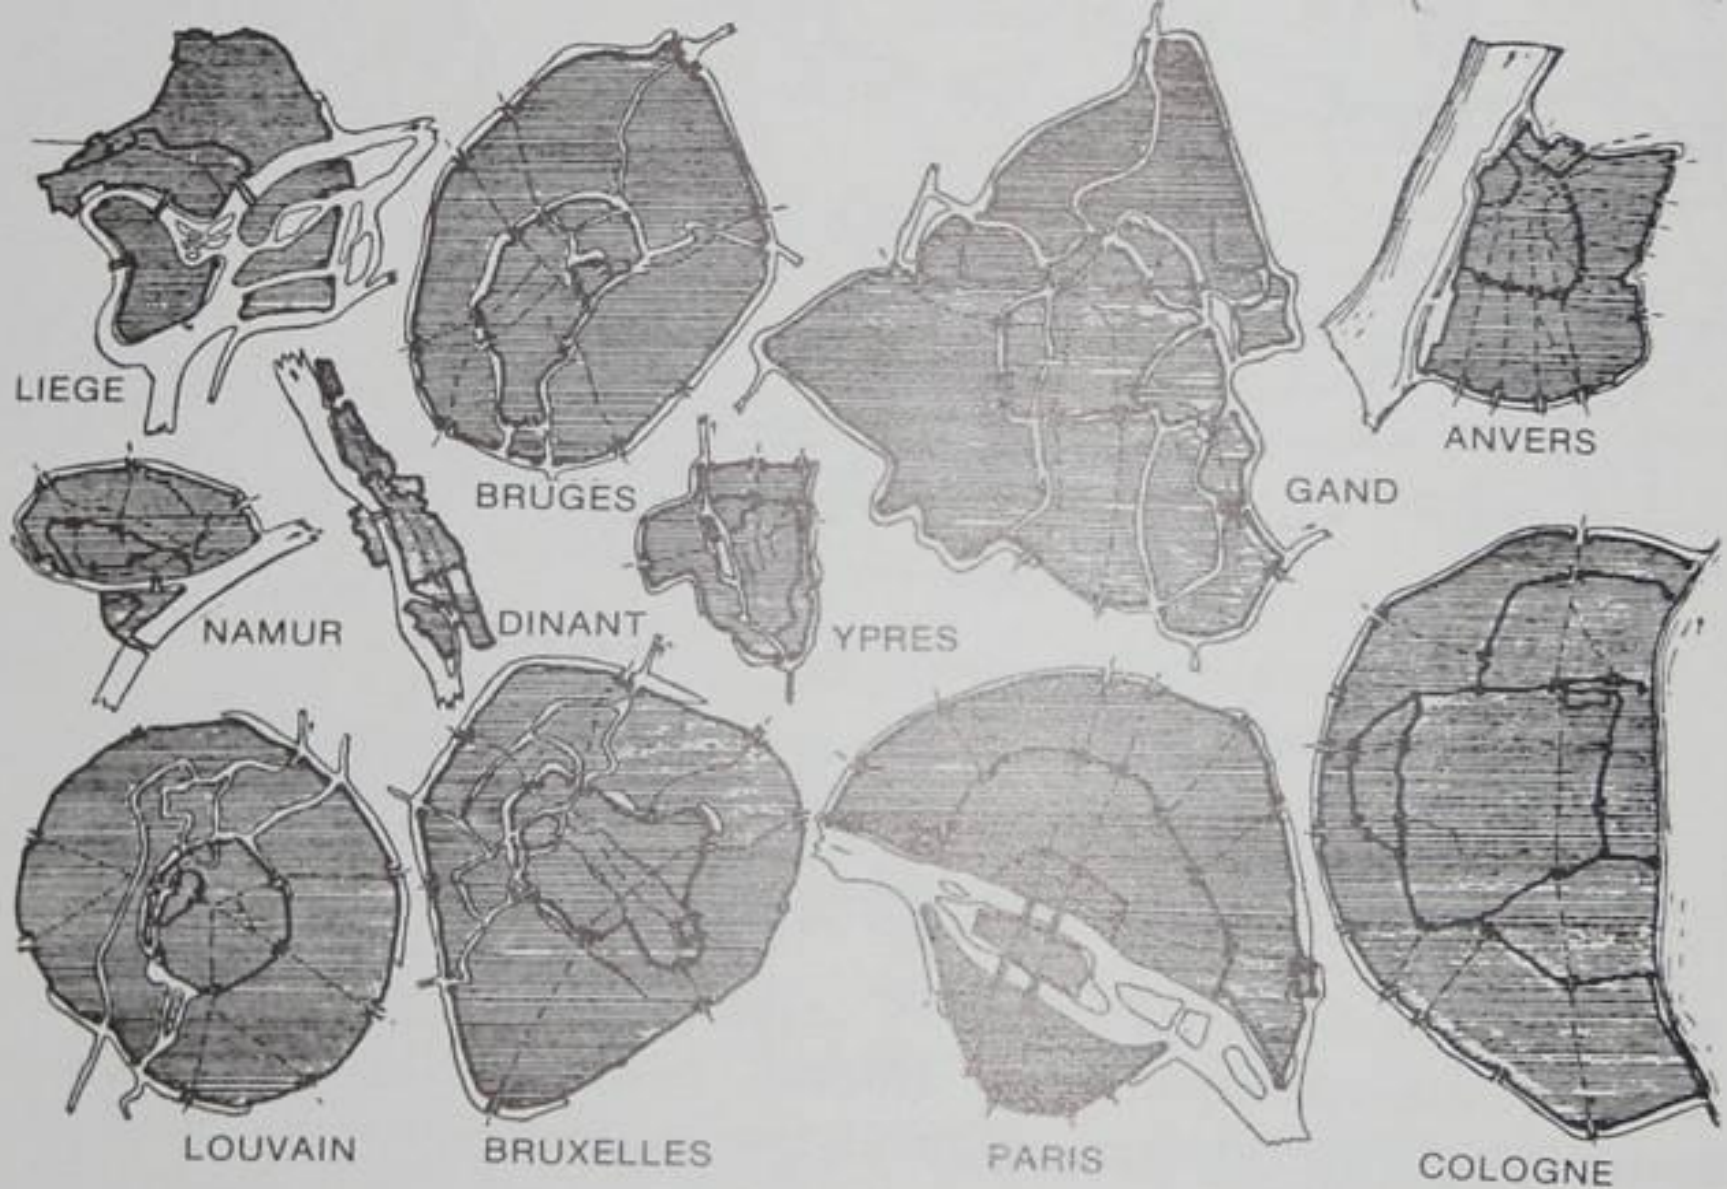 LIEGE
BRUGES
GAND
ANVERS
NAMUR
DINANT
YPRES
LOUVAIN
BRUXELLES
PARIS
COLOGNE